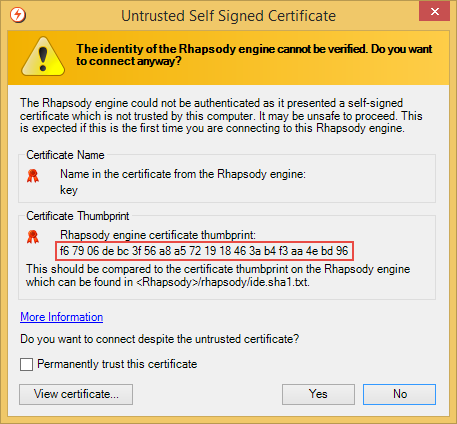 Untrusted Self Signed Certificate
The identity of the Rhapsody engine cannot be verified. Do you want
to connect anyway?
The Rhapsody engine could not be authenticated as it presented a self-signed
certificate which is not trusted by this computer. It may be unsafe to proceed. This
is expected if this is the first time you are connecting to this Rhapsody engine.
Certificate Name
Name in the certificate from the Rhapsody engine:
key
Certificate Thumbprint
Rhapsody engine certificate thumbprint:
f6 79 06 de bc 3f 56 a8 a5 72 19 18 46 3a b4 f3 aa 4e bd 96
This should be compared to the certificate thumbprint on the Rhapsody engine
which can be found in <Rhapsody>/rhapsody/ide.sha1.txt.
More Information
Do you want to connect despite the untrusted certificate?
Permanently trust this certificate
View certificate... Yes No